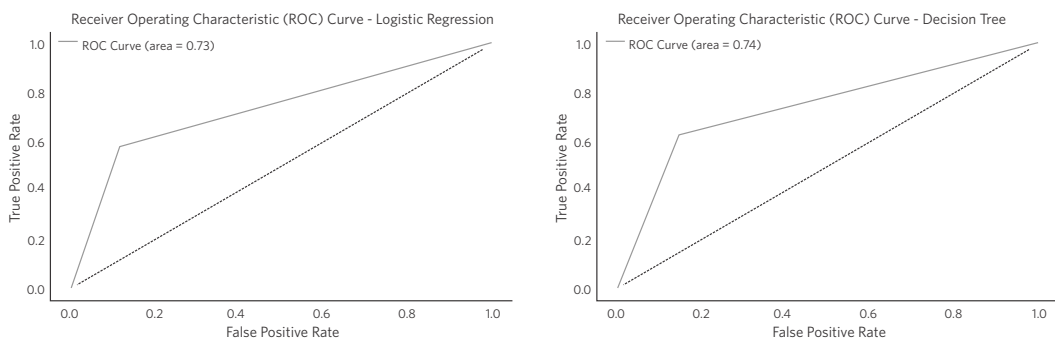 Receiver Operating Characteristic (ROC) Curve - Logistic Regression
ROC Curve (area = 0.73)
True Positive Rate
1.0
0.8
0.6
0.4
0.2
0.0
0.0 0.2 0.4 0.6 0.8 1.0
False Positive Rate
Receiver Operating Characteristic (ROC) Curve - Decision Tree
ROC Curve (area = 0.74)
True Positive Rate
1.0
0.8
0.6
0.4
0.2
0.0
0.0 0.2 0.4 0.6 0.8 1.0
False Positive Rate